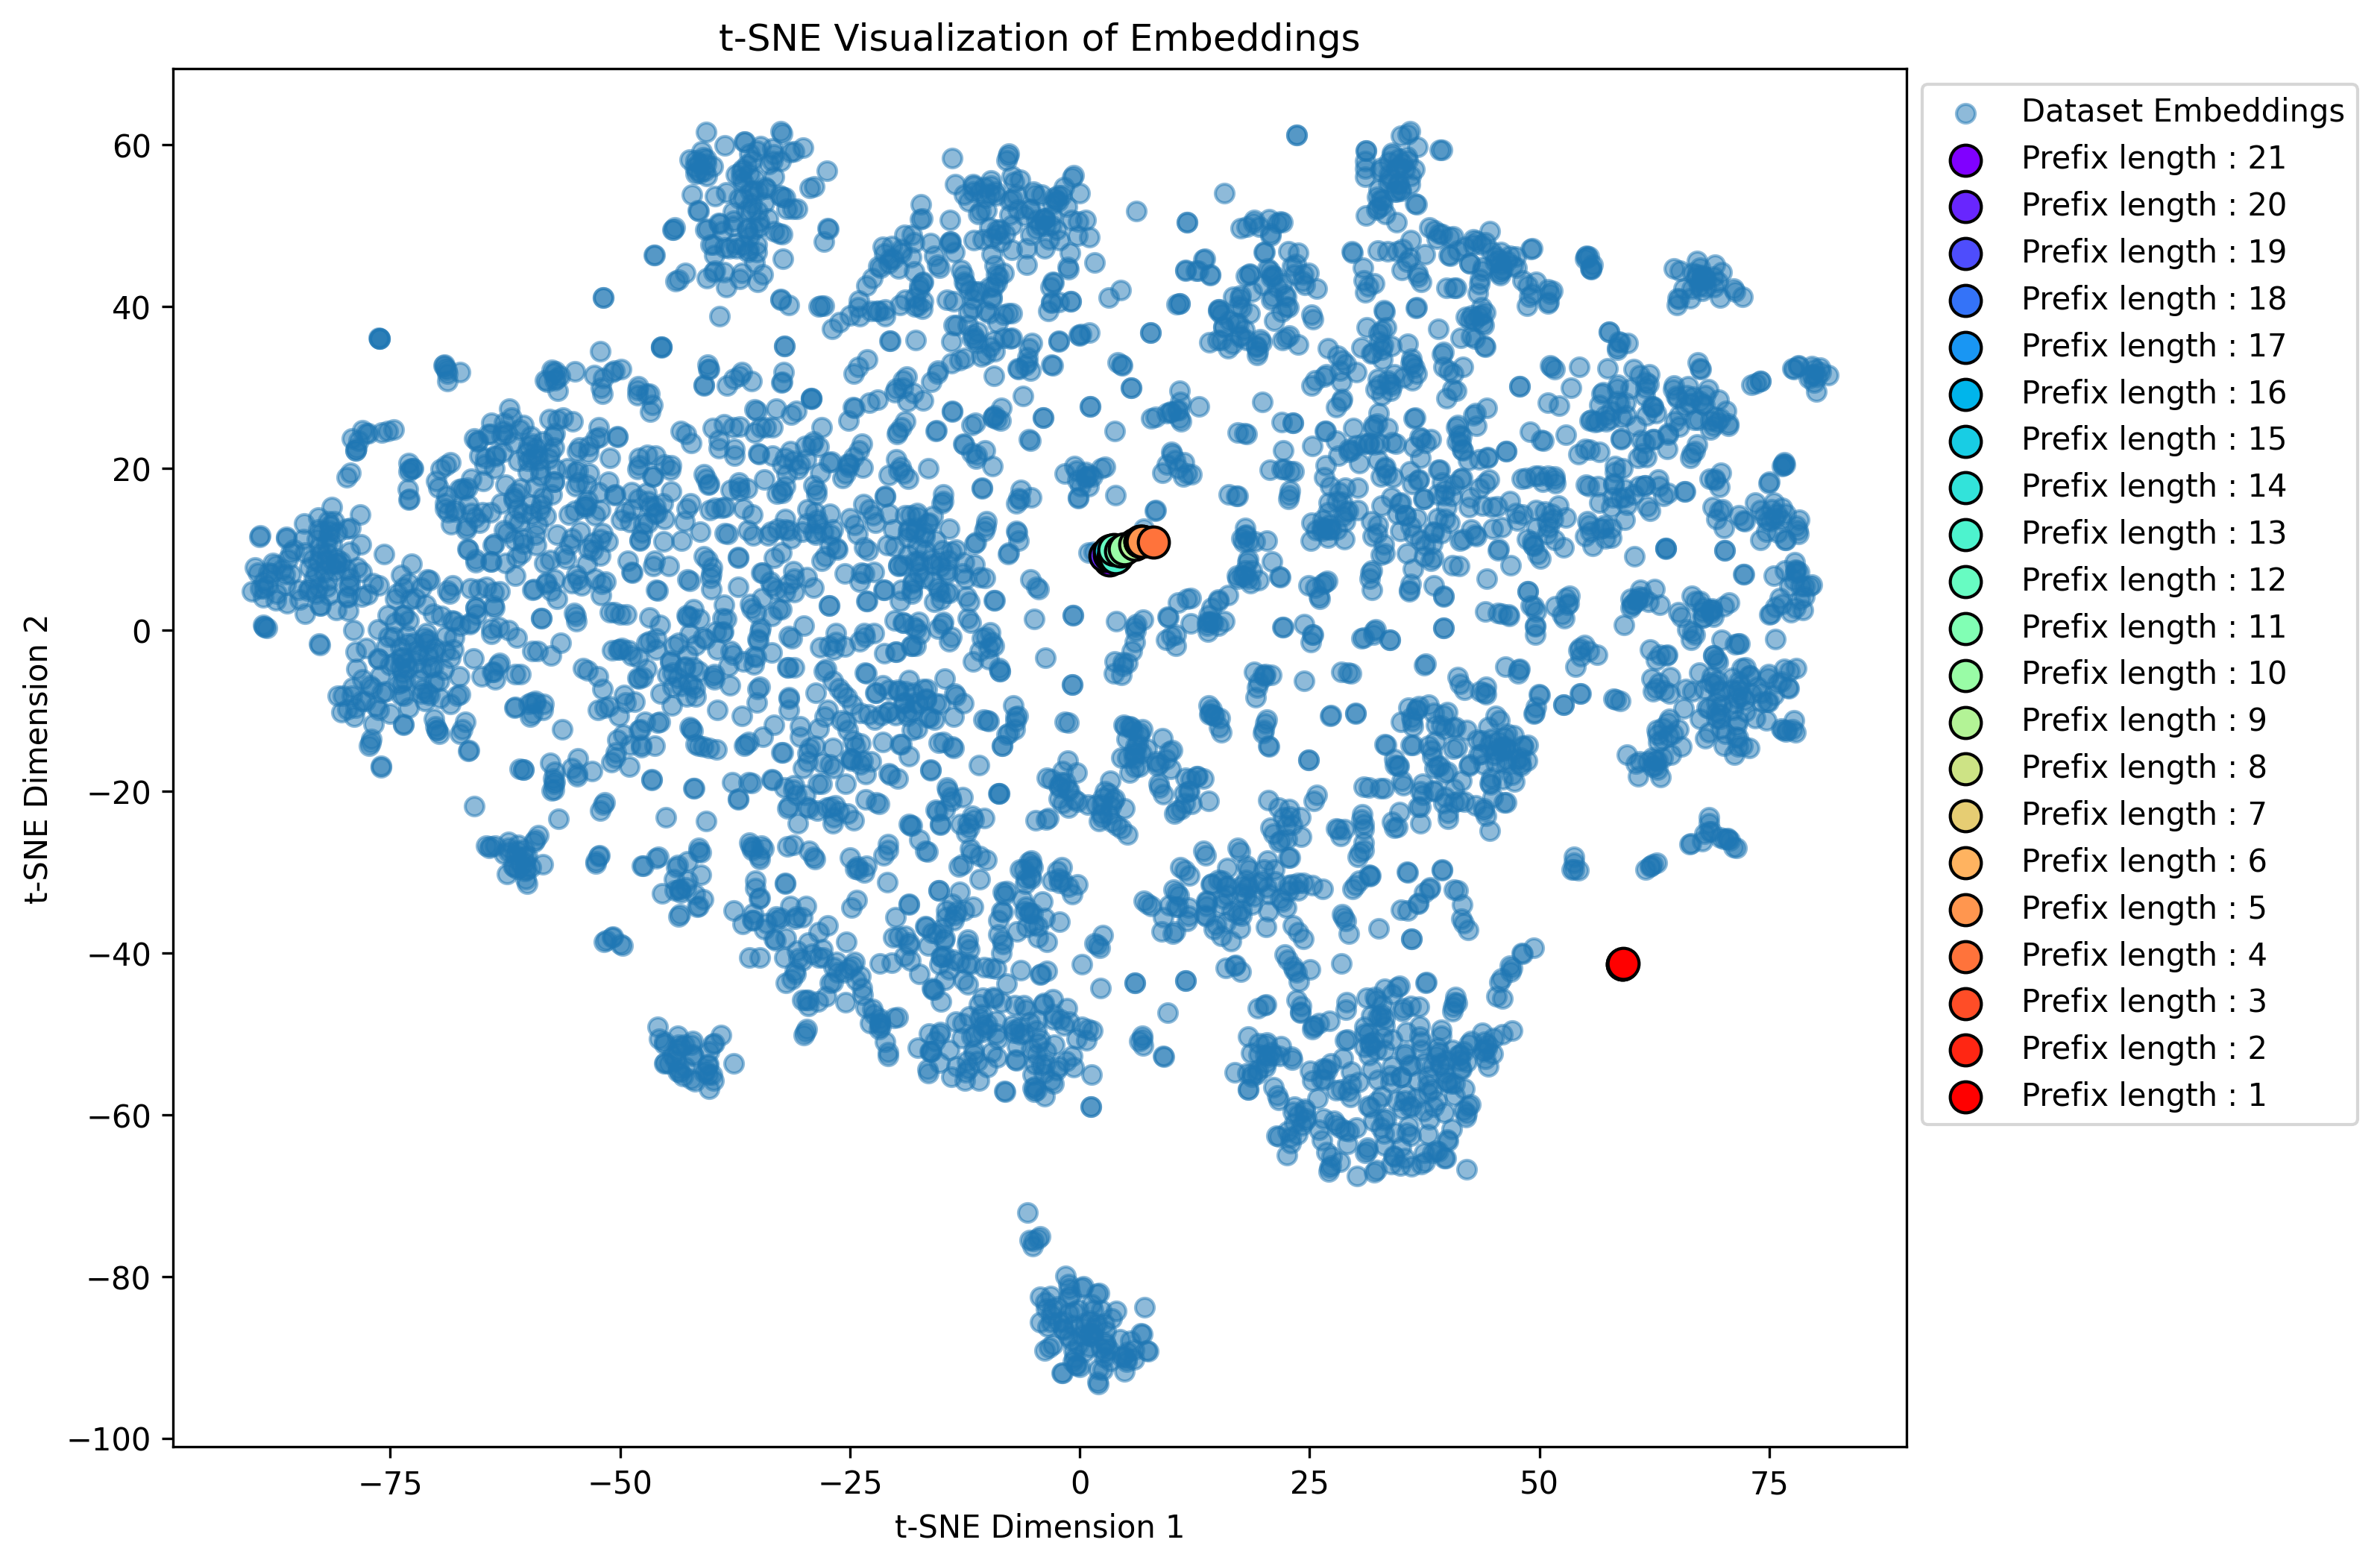 t-SNE Visualization of Embeddings
t-SNE Dimension 2
60
40
20
0
−20
−40
−60
−80
−100
−75
−50
−25
0
25
50
75
t-SNE Dimension 1
Dataset Embeddings
Prefix length : 21
Prefix length : 20
Prefix length : 19
Prefix length : 18
Prefix length : 17
Prefix length : 16
Prefix length : 15
Prefix length : 14
Prefix length : 13
Prefix length : 12
Prefix length : 11
Prefix length : 10
Prefix length : 9
Prefix length : 8
Prefix length : 7
Prefix length : 6
Prefix length : 5
Prefix length : 4
Prefix length : 3
Prefix length : 2
Prefix length : 1